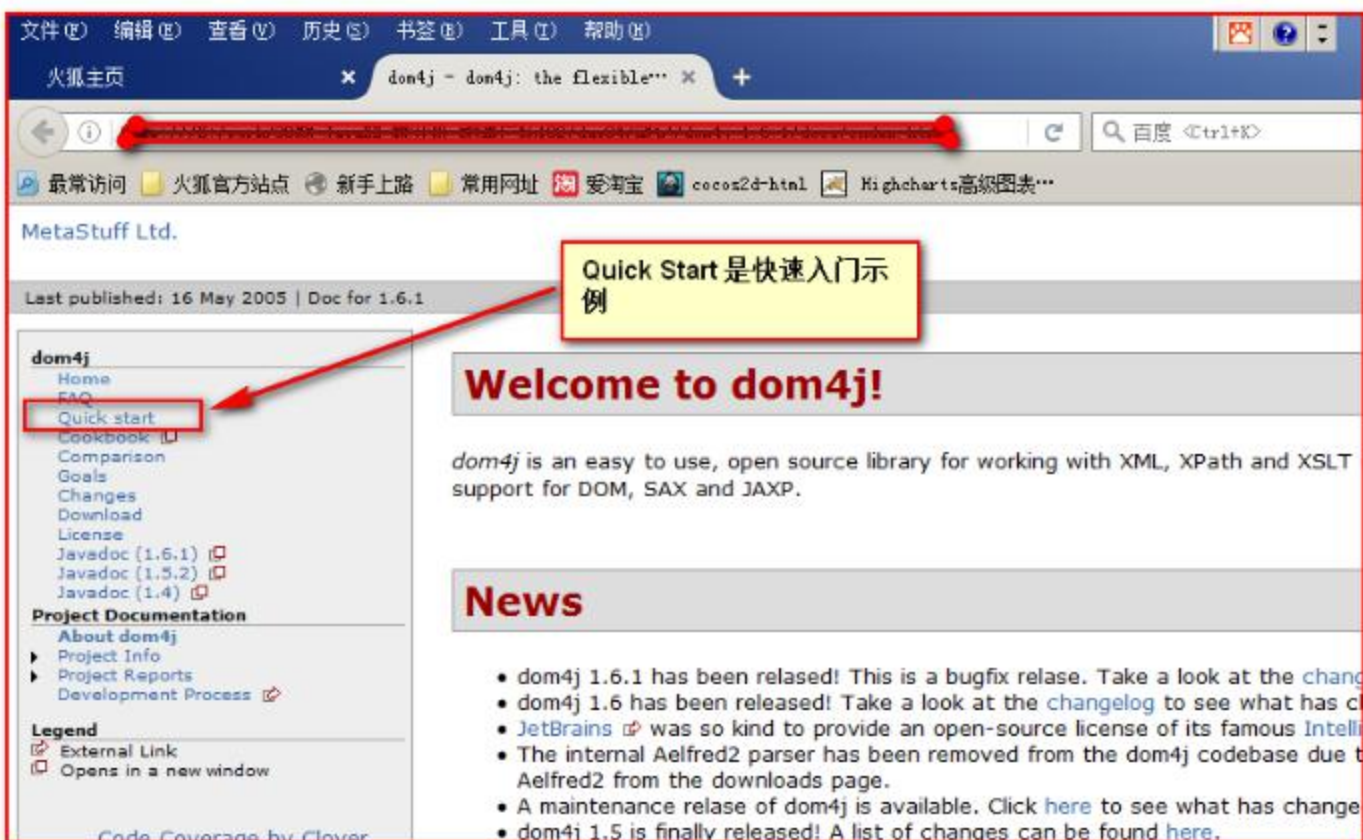 文件(F) 编辑(E) 查看(V) 历史(S) 书签(B) 工具(T) 帮助(H)
火狐主页 × dom4j - dom4j: the flexible… × +
百度 <Ctrl+K>
最常访问 火狐官方站点 新手上路 常用网址 淘 爱淘宝 cocos2d-html Highcharts高级图表…
MetaStuff Ltd.
Quick Start 是快速入门示
例
Last published: 16 May 2005 | Doc for 1.6.1
dom4j
Home
FAQ
Quick start
Cookbook
Comparison
Goals
Changes
Download
License
Javadoc (1.6.1)
Javadoc (1.5.2)
Javadoc (1.4)
Project Documentation
About dom4j
Project Info
Project Reports
Development Process
Legend
External Link
Opens in a new window
Code Coverage by Clover
Welcome to dom4j!
dom4j is an easy to use, open source library for working with XML, XPath and XSLT
support for DOM, SAX and JAXP.
News
• dom4j 1.6.1 has been relased! This is a bugfix relase. Take a look at the chang
• dom4j 1.6 has been released! Take a look at the changelog to see what has c
• JetBrains was so kind to provide an open-source license of its famous Intelli
• The internal Aelfred2 parser has been removed from the dom4j codebase due t
Aelfred2 from the downloads page.
• A maintenance relase of dom4j is available. Click here to see what has change
• dom4j 1.5 is finally released! A list of changes can be found here.